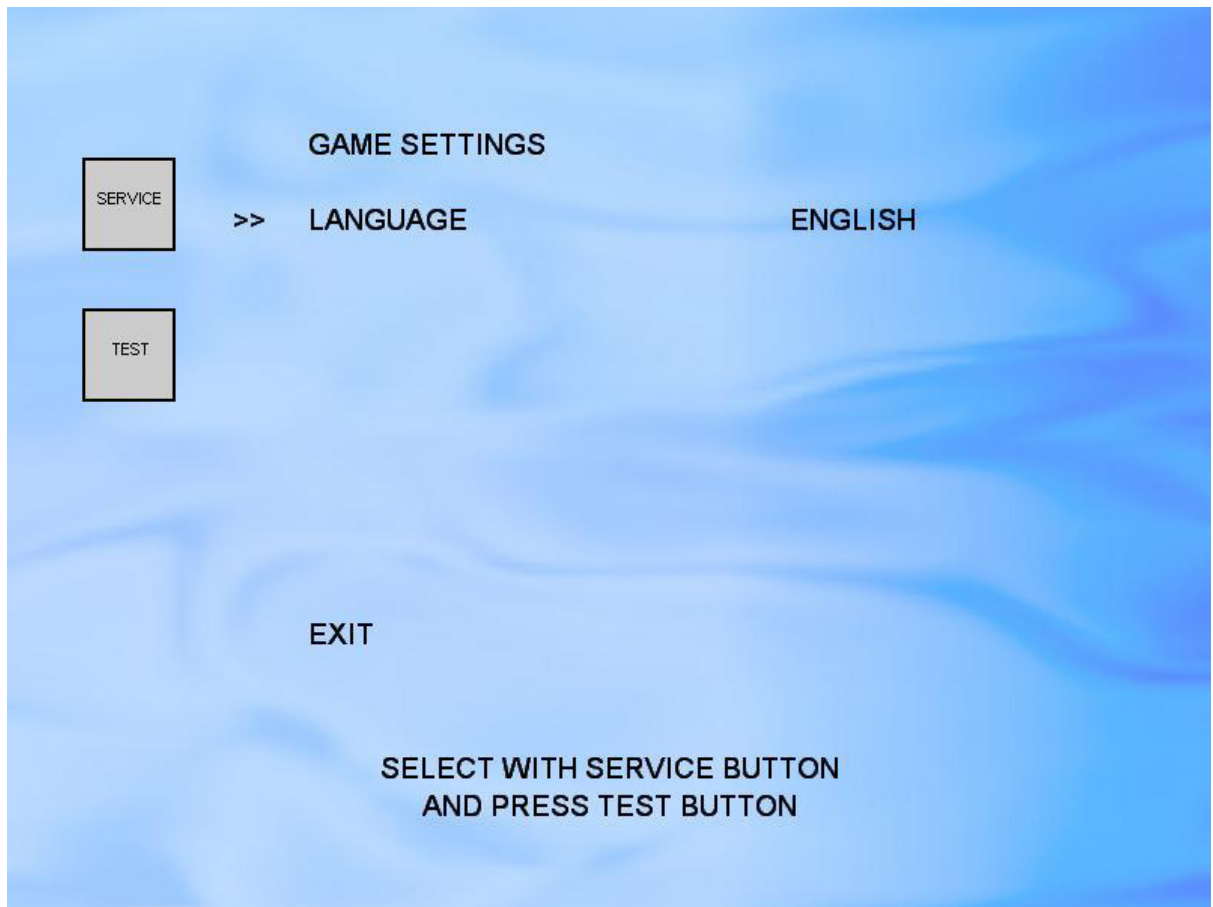 GAME SETTINGS
SERVICE
>> LANGUAGE ENGLISH
TEST
EXIT
SELECT WITH SERVICE BUTTON
AND PRESS TEST BUTTON